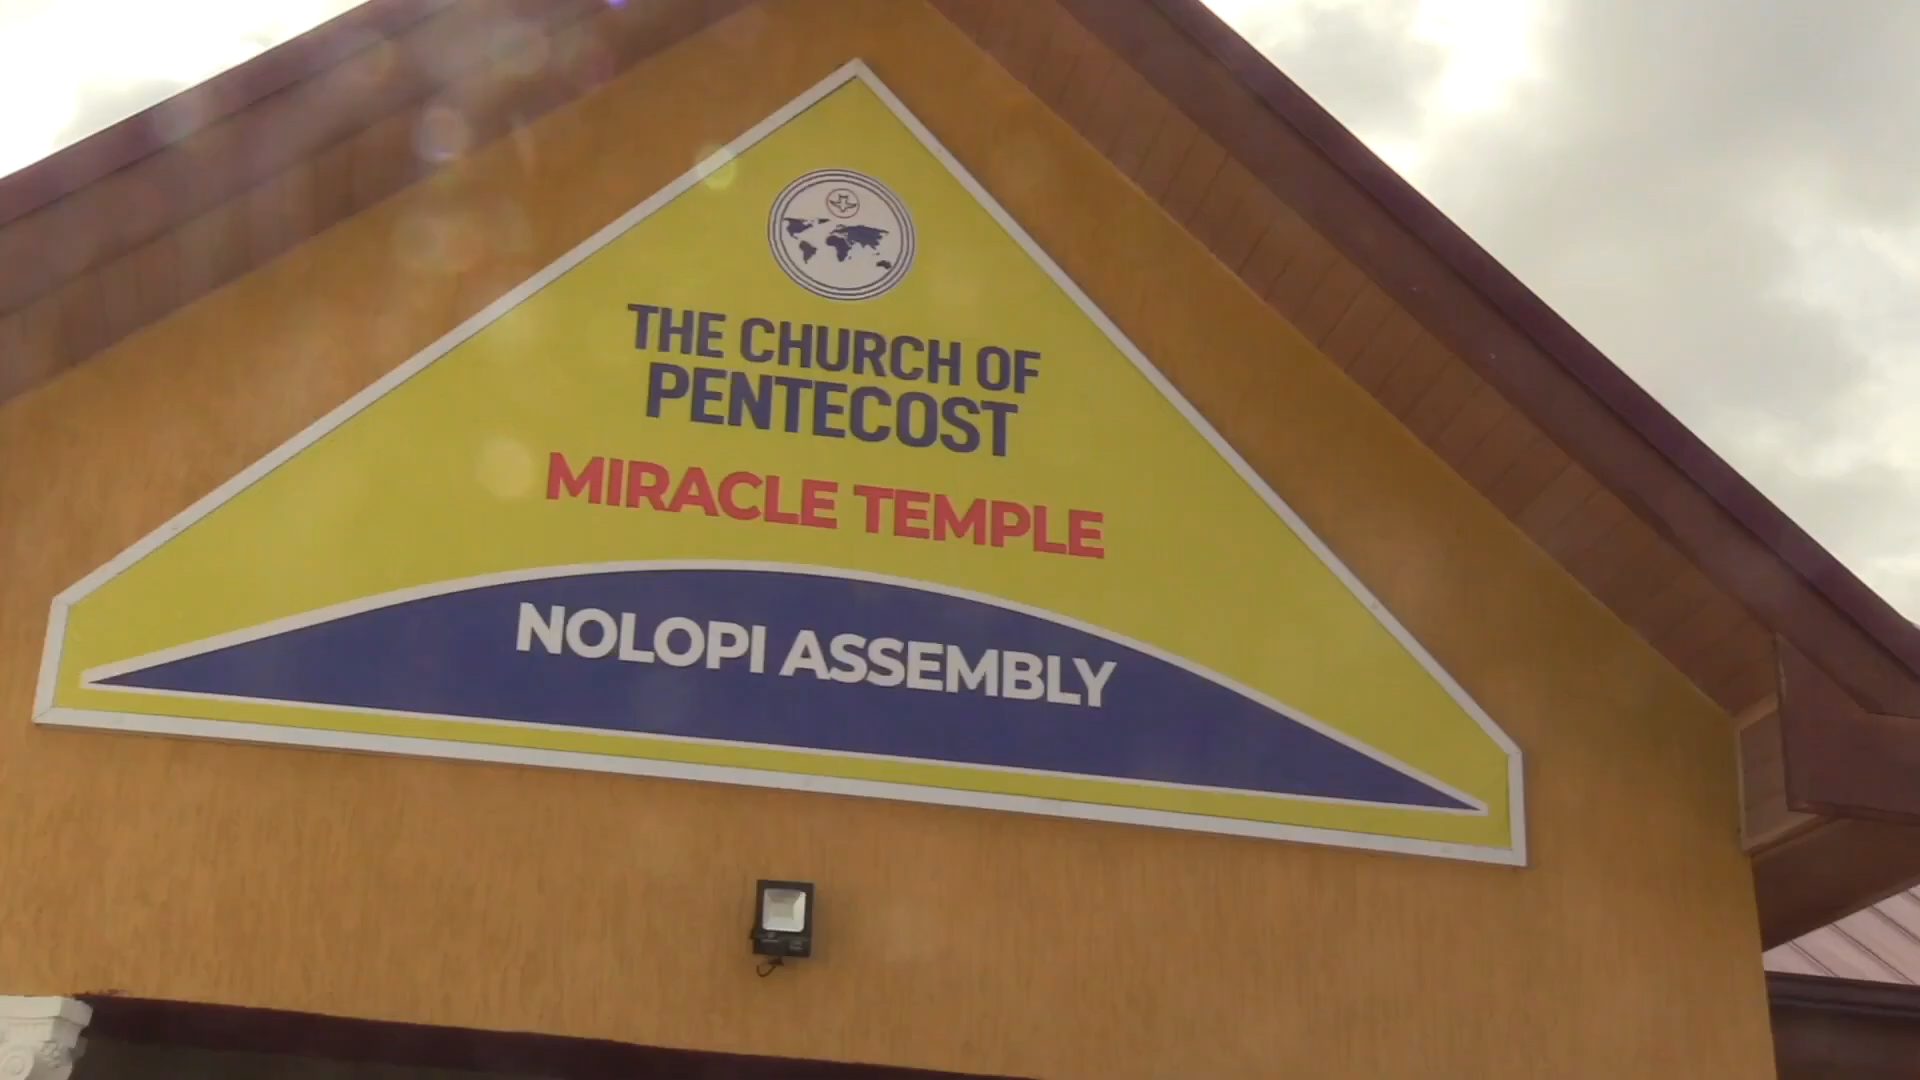 THE CHURCH OF
PENTECOST
MIRACLE TEMPLE
NOLOPI ASSEMBLY